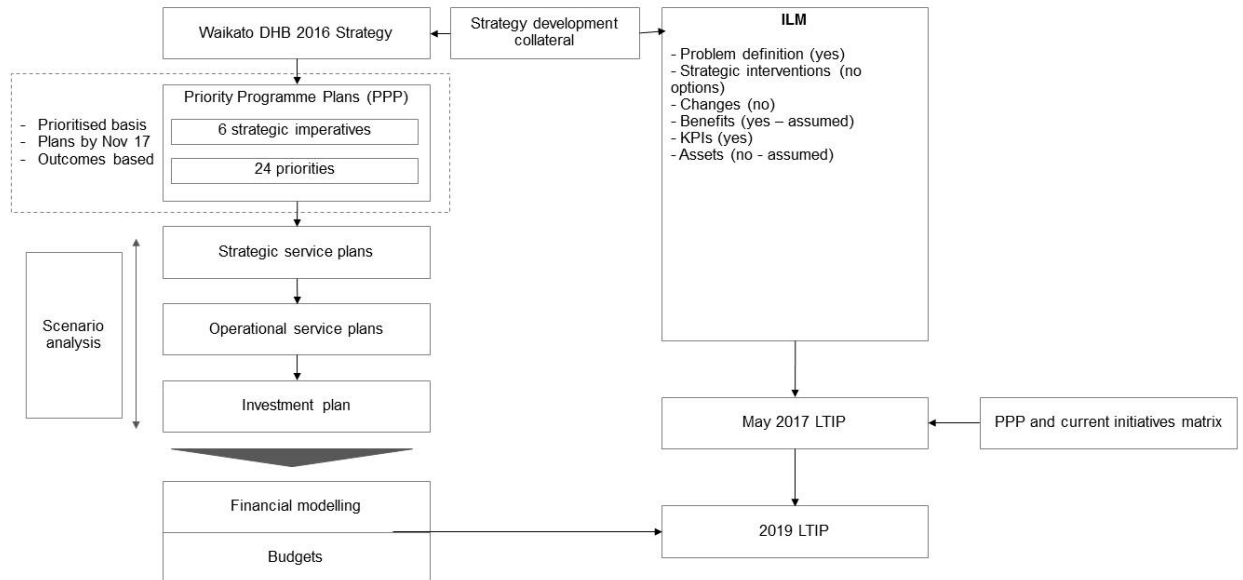 Waikato DHB 2016 Strategy
Strategy development
collateral
ILM
- Problem definition (yes)
- Strategic interventions (no
options)
- Changes (no)
- Benefits (yes – assumed)
- KPIs (yes)
- Assets (no - assumed)
Priority Programme Plans (PPP)
6 strategic imperatives
24 priorities
- Prioritised basis
- Plans by Nov 17
- Outcomes based
Strategic service plans
Operational service plans
Investment plan
Scenario
analysis
Financial modelling
Budgets
May 2017 LTIP
PPP and current initiatives matrix
2019 LTIP